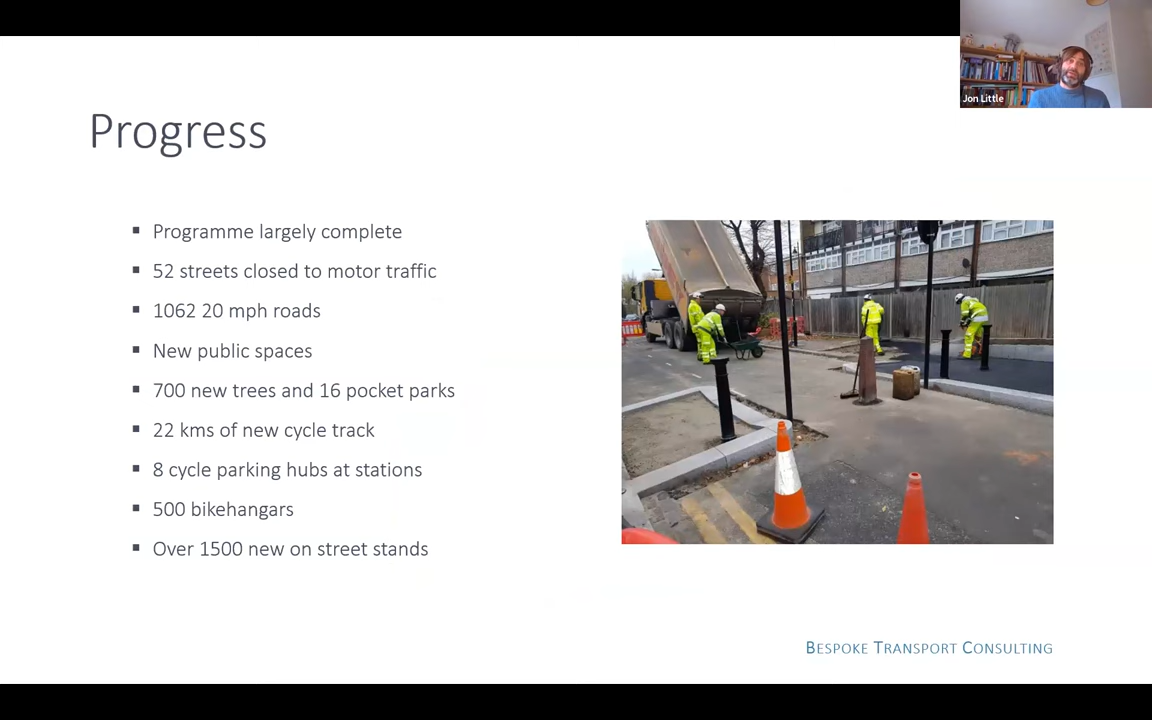 Jon Little
Progress
▪ Programme largely complete
▪ 52 streets closed to motor traffic
▪ 1062 20 mph roads
▪ New public spaces
▪ 700 new trees and 16 pocket parks
▪ 22 kms of new cycle track
▪ 8 cycle parking hubs at stations
▪ 500 bikehangars
▪ Over 1500 new on street stands
BESPOKE TRANSPORT CONSULTING